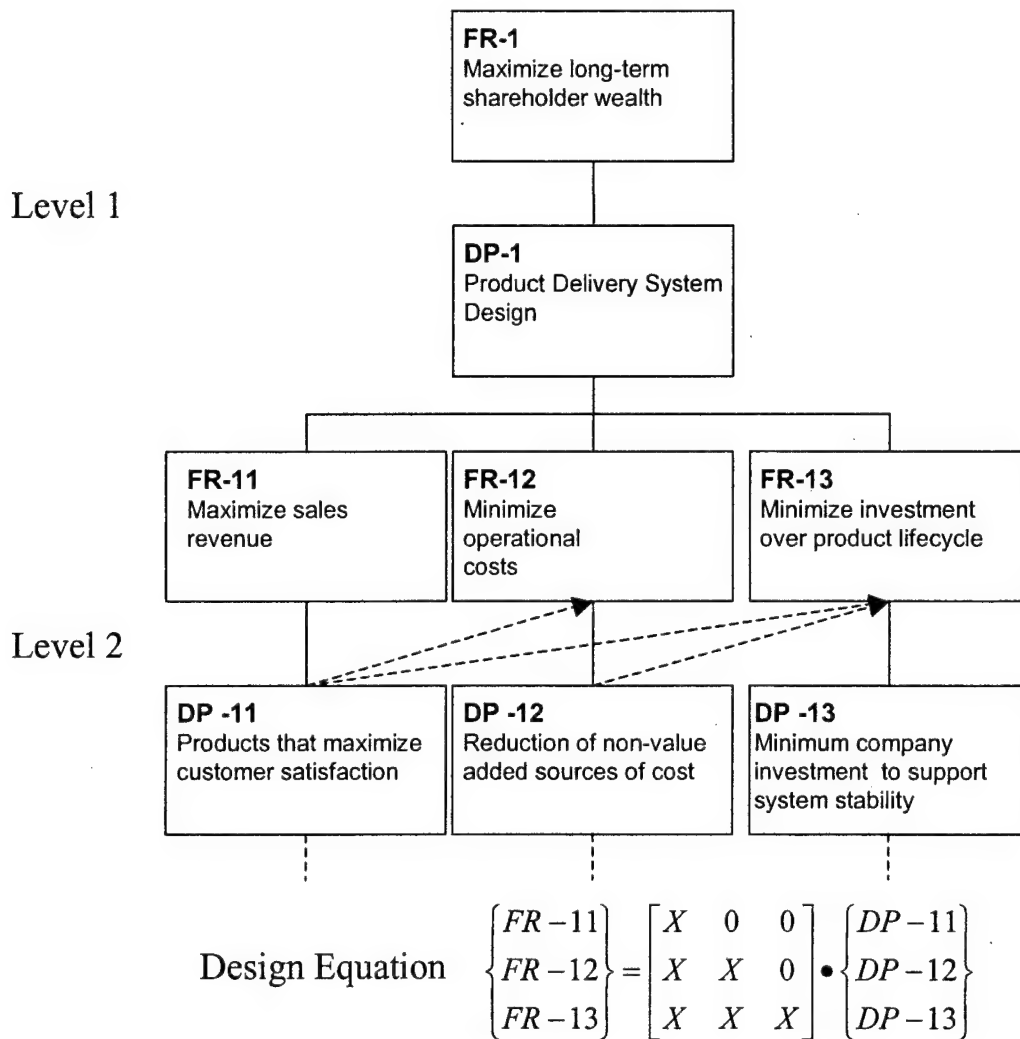 FR-1
Maximize long-term
shareholder wealth
Level 1
DP-1
Product Delivery System
Design
FR-11
Maximize sales
revenue
FR-12
Minimize
operational
costs
FR-13
Minimize investment
over product lifecycle
Level 2
DP -11
Products that maximize
customer satisfaction
DP -12
Reduction of non-value
added sources of cost
DP -13
Minimum company
investment to support
system stability
Design Equation
{FR-11} = [X 0 0] • {DP-11}
{FR-12} [X X 0] {DP-12}
{FR-13} [X X X] {DP-13}